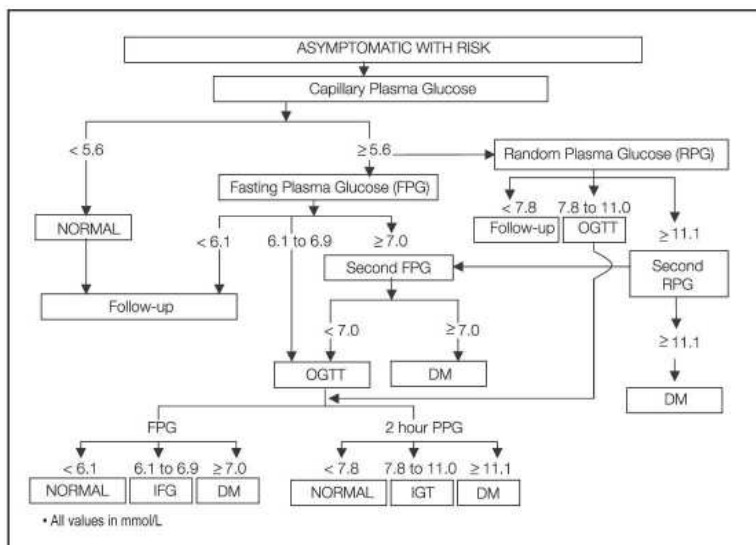 ASYMPTOMATIC WITH RISK
Capillary Plasma Glucose
< 5.6
≥5.6
Random Plasma Glucose (RPG)
Fasting Plasma Glucose (FPG)
< 7.8
7.8 to 11.0
≥11.1
NORMAL
< 6.1
6.1 to 6.9
≥7.0
Follow-up
OGTT
Second FPG
Second
RPG
Follow-up
< 7.0
≥7.0
≥ 11.1
OGTT
DM
DM
FPG
2 hour PPG
< 6.1
6.1 to 6.9
≥7.0
< 7.8
7.8 to 11.0
≥11.1
NORMAL
IFG
DM
NORMAL
IGT
DM
• All values in mmol/L